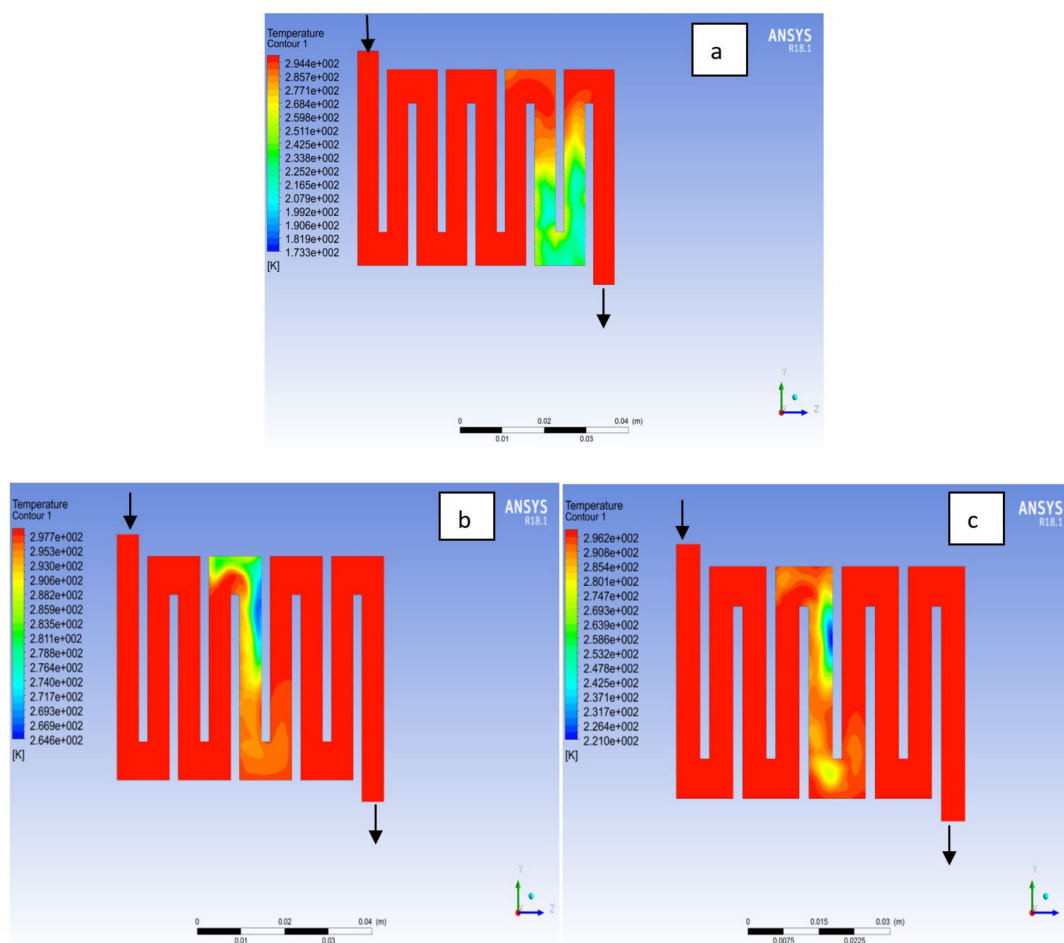 a
Temperature
Contour 1
ANSYS
R18.1
2.944e+002
2.857e+002
2.771e+002
2.684e+002
2.598e+002
2.511e+002
2.425e+002
2.338e+002
2.252e+002
2.165e+002
2.079e+002
1.992e+002
1.906e+002
1.819e+002
1.733e+002
[K]
Y
Z
0 0.02 0.04 (m)
0.01 0.03
b
Temperature
Contour 1
ANSYS
R18.1
2.977e+002
2.953e+002
2.930e+002
2.906e+002
2.882e+002
2.859e+002
2.835e+002
2.811e+002
2.788e+002
2.764e+002
2.740e+002
2.717e+002
2.693e+002
2.669e+002
2.646e+002
[K]
Y
Z
0 0.02 0.04 (m)
0.01 0.03
c
Temperature
Contour 1
ANSYS
R18.1
2.962e+002
2.908e+002
2.854e+002
2.801e+002
2.747e+002
2.693e+002
2.639e+002
2.586e+002
2.532e+002
2.478e+002
2.425e+002
2.371e+002
2.317e+002
2.264e+002
2.210e+002
[K]
Y
Z
0 0.015 0.03 (m)
0.0075 0.0225